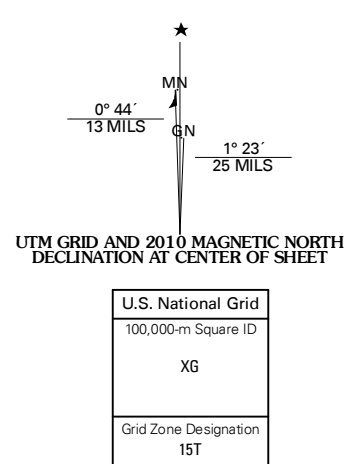 MN
0° 44´
13 MILS
GN
1° 23´
25 MILS
UTM GRID AND 2010 MAGNETIC NORTH
DECLINATION AT CENTER OF SHEET
U.S. National Grid
100,000-m Square ID
XG
Grid Zone Designation
15T